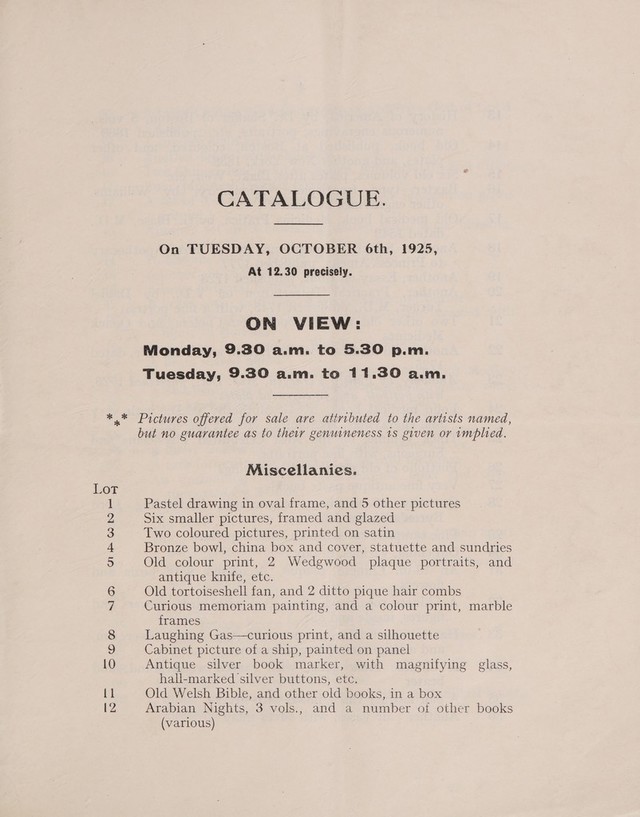 CATALOGUE.
On TUESDAY, OCTOBER 6th, 1925,
At 12.30 precisely.
ON VIEW:
Monday, 9.30 a.m. to 5.30 p.m.
Tuesday, 9.30 a.m. to 11.30 a.m.
*** Pictures offered for sale are attributed to the artists named,
but no guarantee as to their genuineness is given or implied.
Miscellanies.
Lot
1 Pastel drawing in oval frame, and 5 other pictures
2 Six smaller pictures, framed and glazed
3 Two coloured pictures, printed on satin
4 Bronze bowl, china box and cover, statuette and sundries
5 Old colour print, 2 Wedgwood plaque portraits, and
antique knife, etc.
6 Old tortoiseshell fan, and 2 ditto pique hair combs
7 Curious memoriam painting, and a colour print, marble
frames
8 Laughing Gas—curious print, and a silhouette
9 Cabinet picture of a ship, painted on panel
10 Antique silver book marker, with magnifying glass,
hall-marked silver buttons, etc.
11 Old Welsh Bible, and other old books, in a box
12 Arabian Nights, 3 vols., and a number of other books
(various)